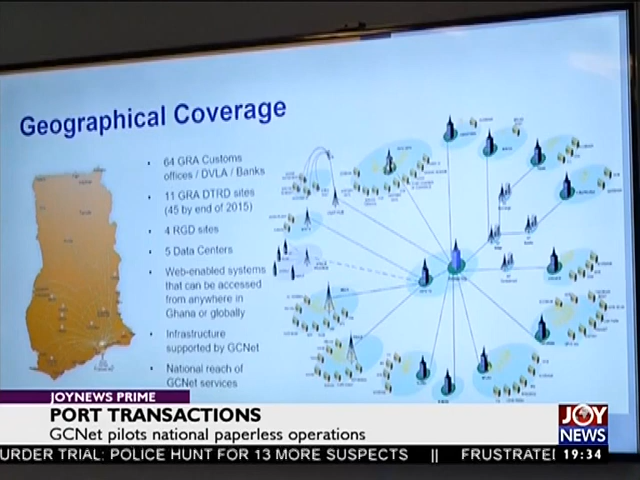 Geographical Coverage
64 GRA Customs
offices / DVLA / Banks
11 GRA DTRD sites
(45 by end of 2015)
4 RGD sites
5 Data Centers
Web-enabled systems
that can be accessed
from anywhere in
Ghana or globally
Infrastructure
supported by GCNet
National reach of
GCNet services
JOYNEWS PRIME
PORT TRANSACTIONS
GCNet pilots national paperless operations
JOY
NEWS
URDER TRIAL: POLICE HUNT FOR 13 MORE SUSPECTS || FRUSTRATE
19:34